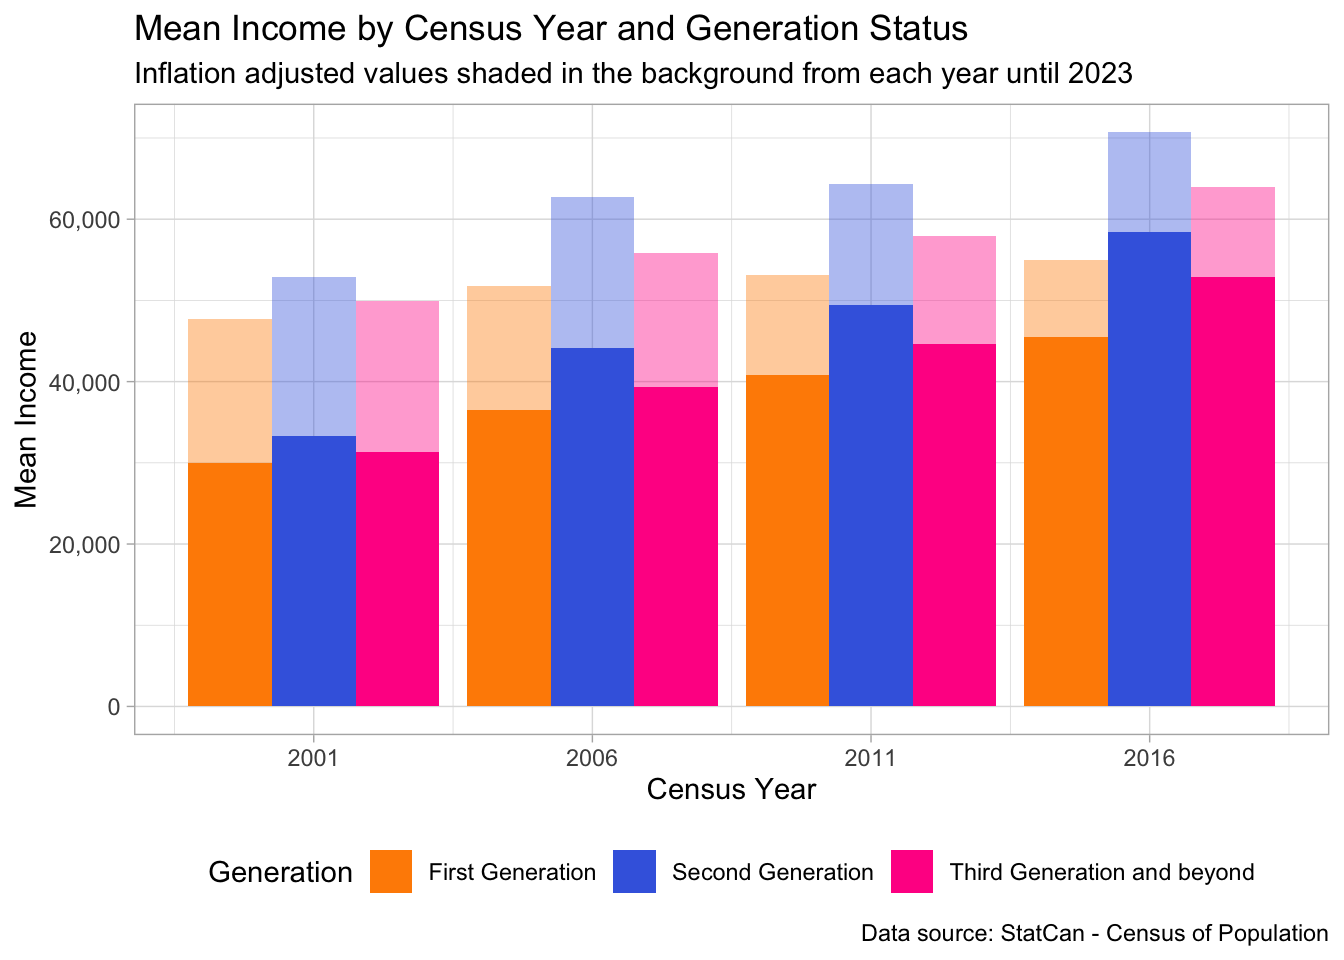 Mean Income by Census Year and Generation Status
Inflation adjusted values shaded in the background from each year until 2023
Mean Income
60,000
40,000
20,000
0
2001 2006 2011 2016
Census Year
Generation First Generation Second Generation Third Generation and beyond
Data source: StatCan - Census of Population